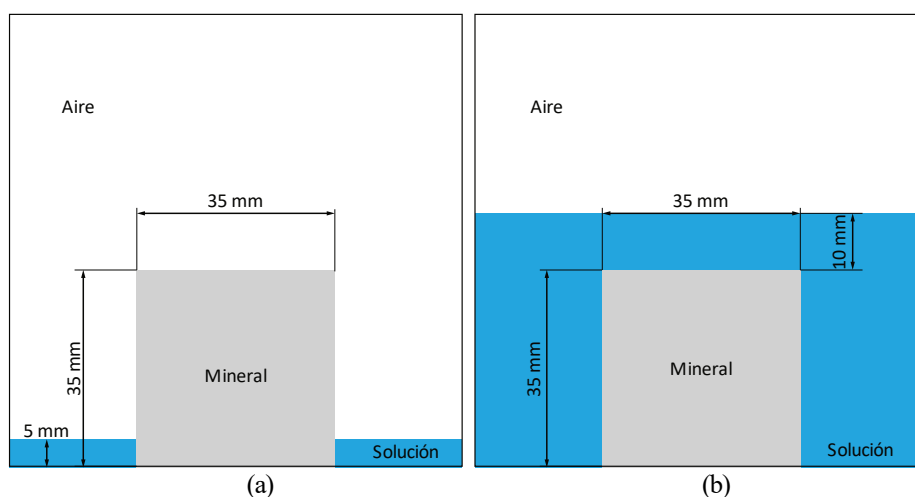 Aire
35 mm
35 mm
Mineral
5 mm
Solución
(a)
Aire
35 mm
10 mm
35 mm
Mineral
Solución
(b)